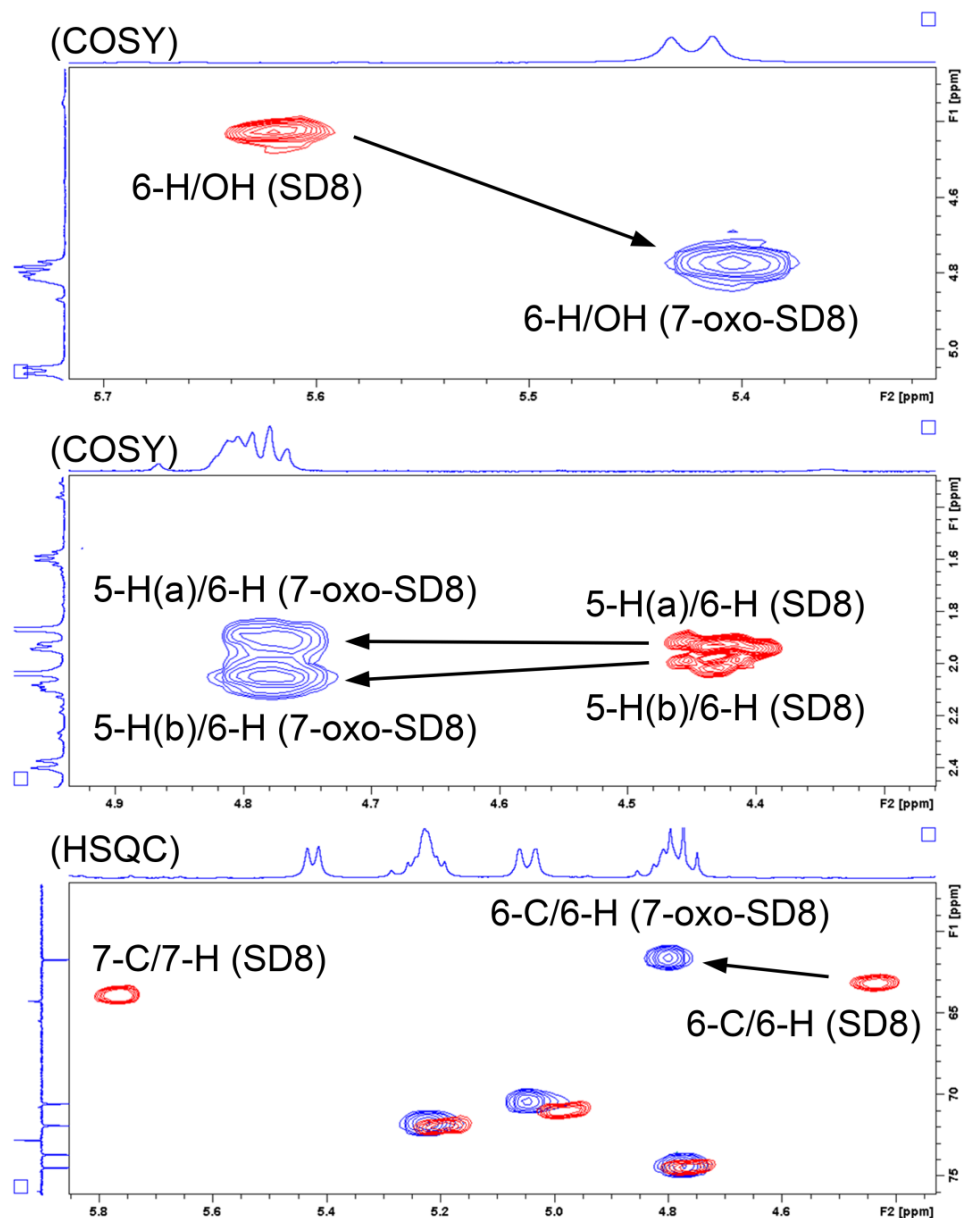 (COSY)
F1 [ppm]
6-H/OH (SD8)
4.6
6-H/OH (7-oxo-SD8)
4.8
5.0
5.7 5.6 5.5 5.4 F2 [ppm]
(COSY)
F1 [ppm]
1.6
5-H(a)/6-H (7-oxo-SD8)
5-H(a)/6-H (SD8)
1.8
2.0
5-H(b)/6-H (SD8)
5-H(b)/6-H (7-oxo-SD8)
2.2
2.4
4.9 4.8 4.7 4.6 4.5 4.4 F2 [ppm]
(HSQC)
F1 [ppm]
6-C/6-H (7-oxo-SD8)
7-C/7-H (SD8)
65
6-C/6-H (SD8)
70
75
5.8 5.6 5.4 5.2 5.0 4.8 4.6 F2 [ppm]